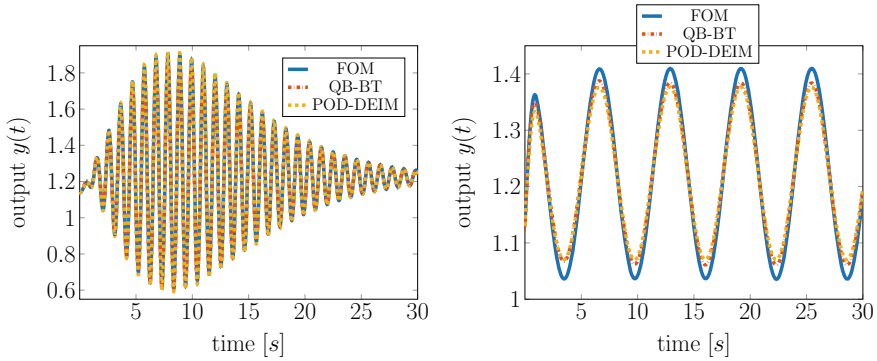 FOM
QB-BT
POD-DEIM
1.8
1.6
1.4
1.2
1
0.8
0.6
output y(t)
5 10 15 20 25 30
time [s]
FOM
QB-BT
POD-DEIM
1.4
1.3
1.2
1.1
1
output y(t)
5 10 15 20 25 30
time [s]